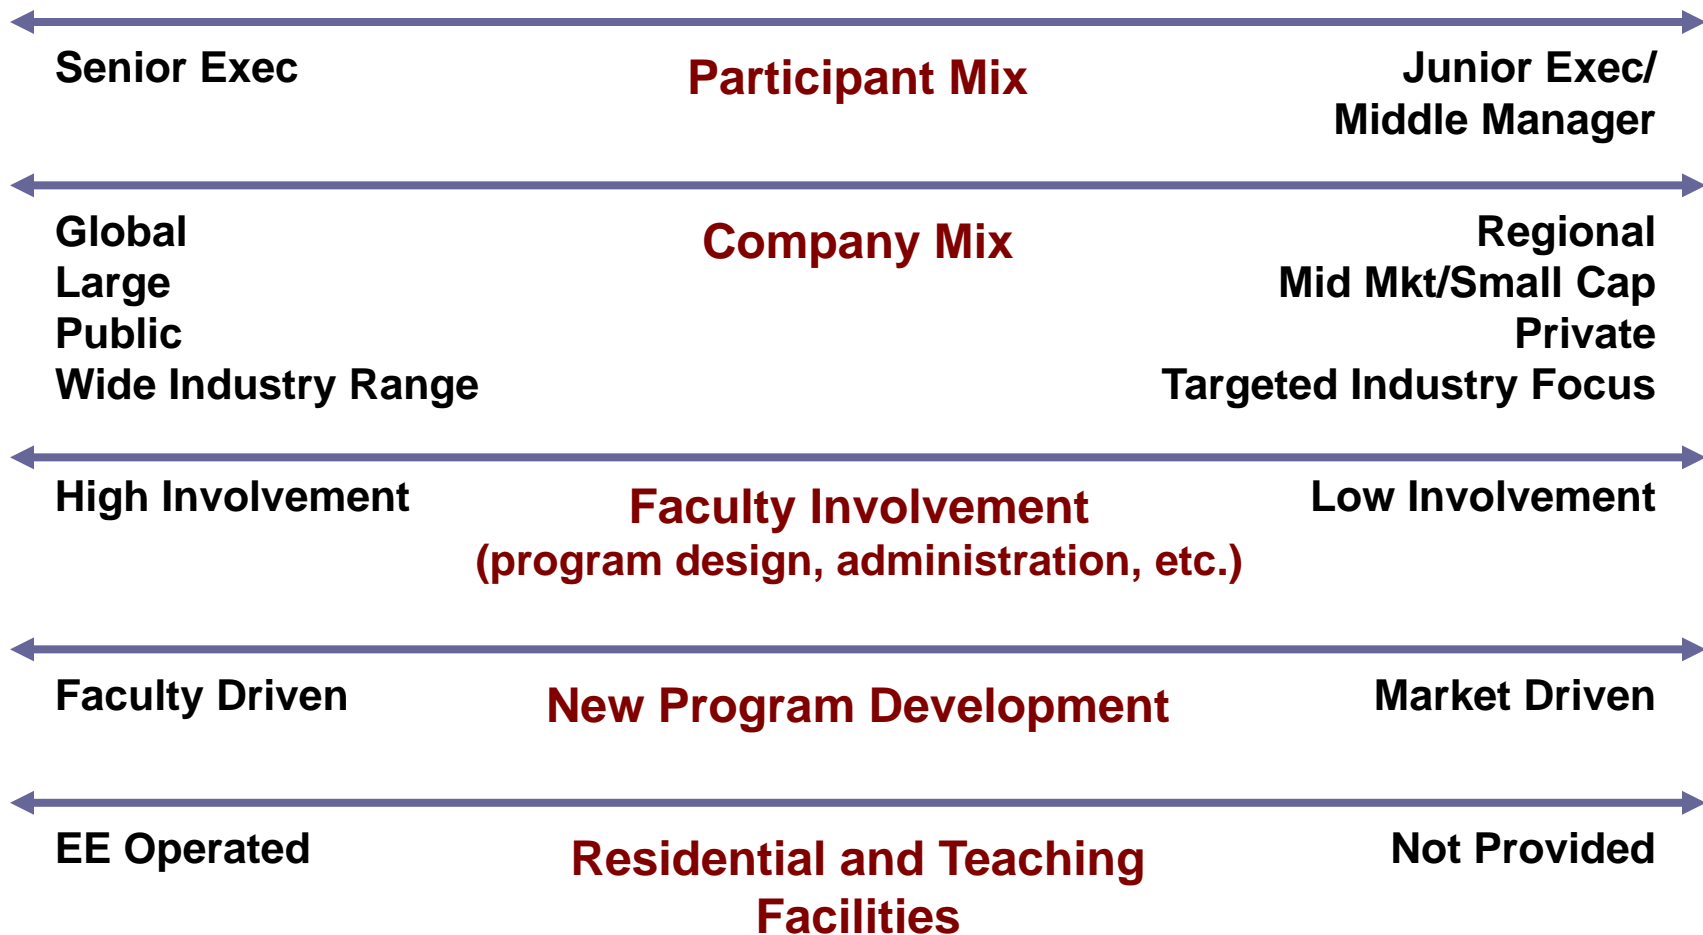 Senior Exec
Participant Mix
Junior Exec/
Middle Manager
Global
Large
Public
Wide Industry Range
Company Mix
Regional
Mid Mkt/Small Cap
Private
Targeted Industry Focus
High Involvement
Faculty Involvement
(program design, administration, etc.)
Low Involvement
Faculty Driven
New Program Development
Market Driven
EE Operated
Residential and Teaching
Facilities
Not Provided